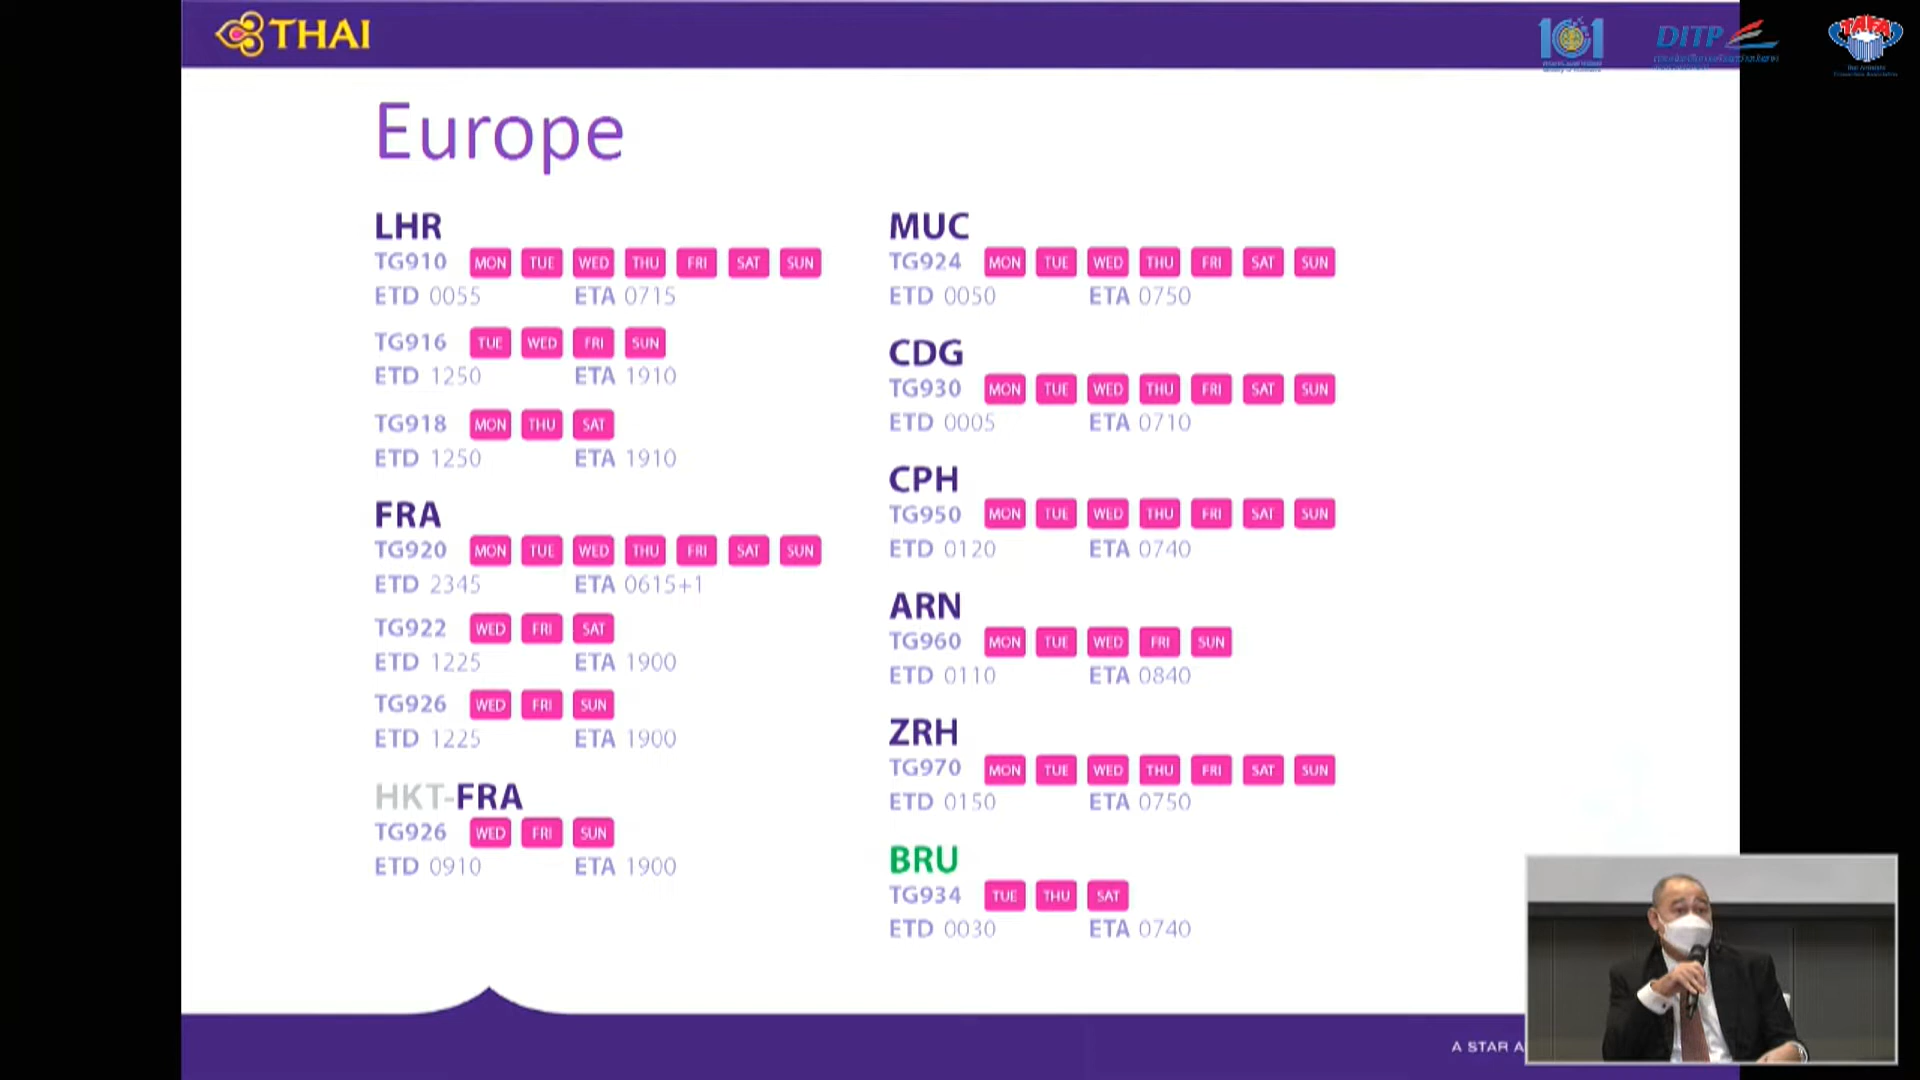 THAI
101
DITP
TAFA
Europe
LHR
TG910 MON TUE WED THU FRI SAT SUN
ETD 0055 ETA 0715
TG916 TUE WED FRI SUN
ETD 1250 ETA 1910
TG918 MON THU SAT
ETD 1250 ETA 1910
FRA
TG920 MON TUE WED THU FRI SAT SUN
ETD 2345 ETA 0615+1
TG922 WED FRI SAT
ETD 1225 ETA 1900
TG926 WED FRI SUN
ETD 1225 ETA 1900
HKT-FRA
TG926 WED FRI SUN
ETD 0910 ETA 1900
MUC
TG924 MON TUE WED THU FRI SAT SUN
ETD 0050 ETA 0750
CDG
TG930 MON TUE WED THU FRI SAT SUN
ETD 0005 ETA 0710
CPH
TG950 MON TUE WED THU FRI SAT SUN
ETD 0120 ETA 0740
ARN
TG960 MON TUE WED FRI SUN
ETD 0110 ETA 0840
ZRH
TG970 MON TUE WED THU FRI SAT SUN
ETD 0150 ETA 0750
BRU
TG934 TUE THU SAT
ETD 0030 ETA 0740
A STAR A